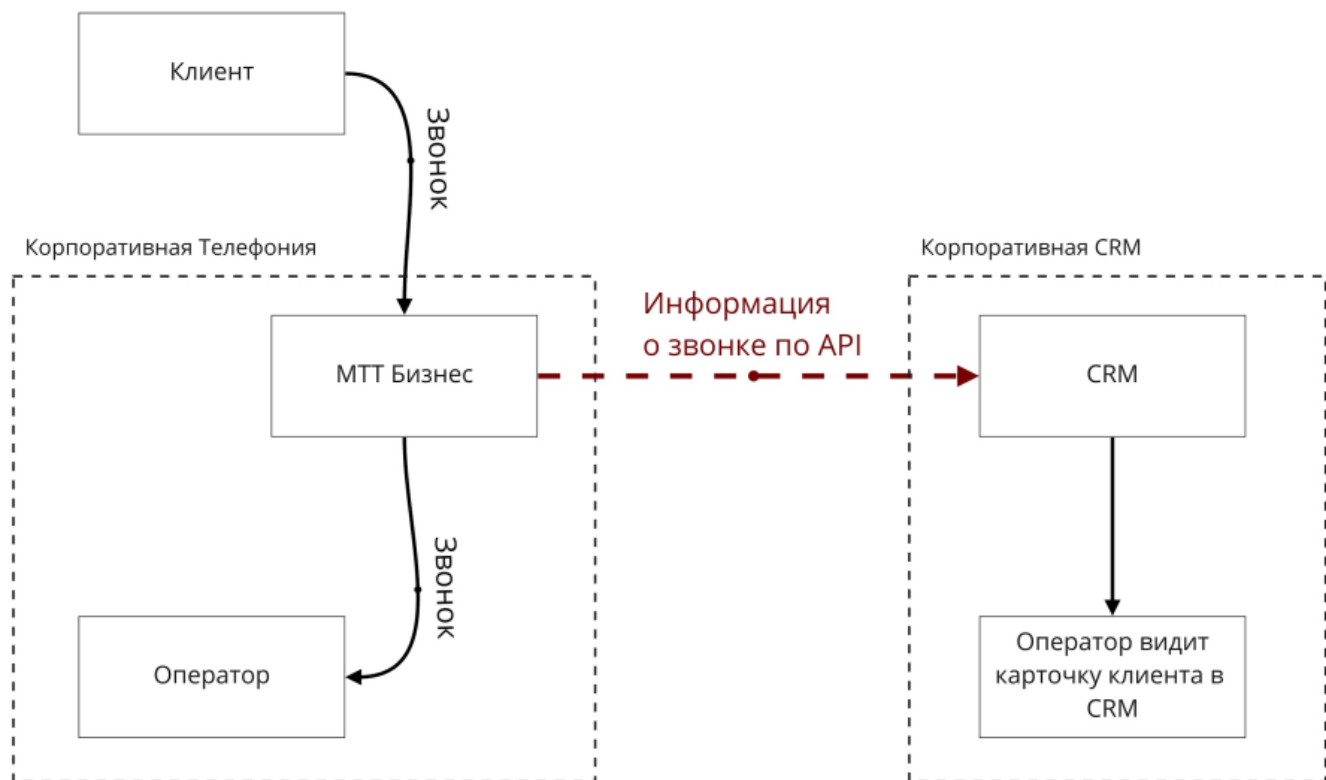 Клиент
Звонок
Корпоративная Телефония
Корпоративная CRM
Информация
о звонке по API
МТТ Бизнес
CRM
Звонок
Оператор
Оператор видит
карточку клиента в
CRM